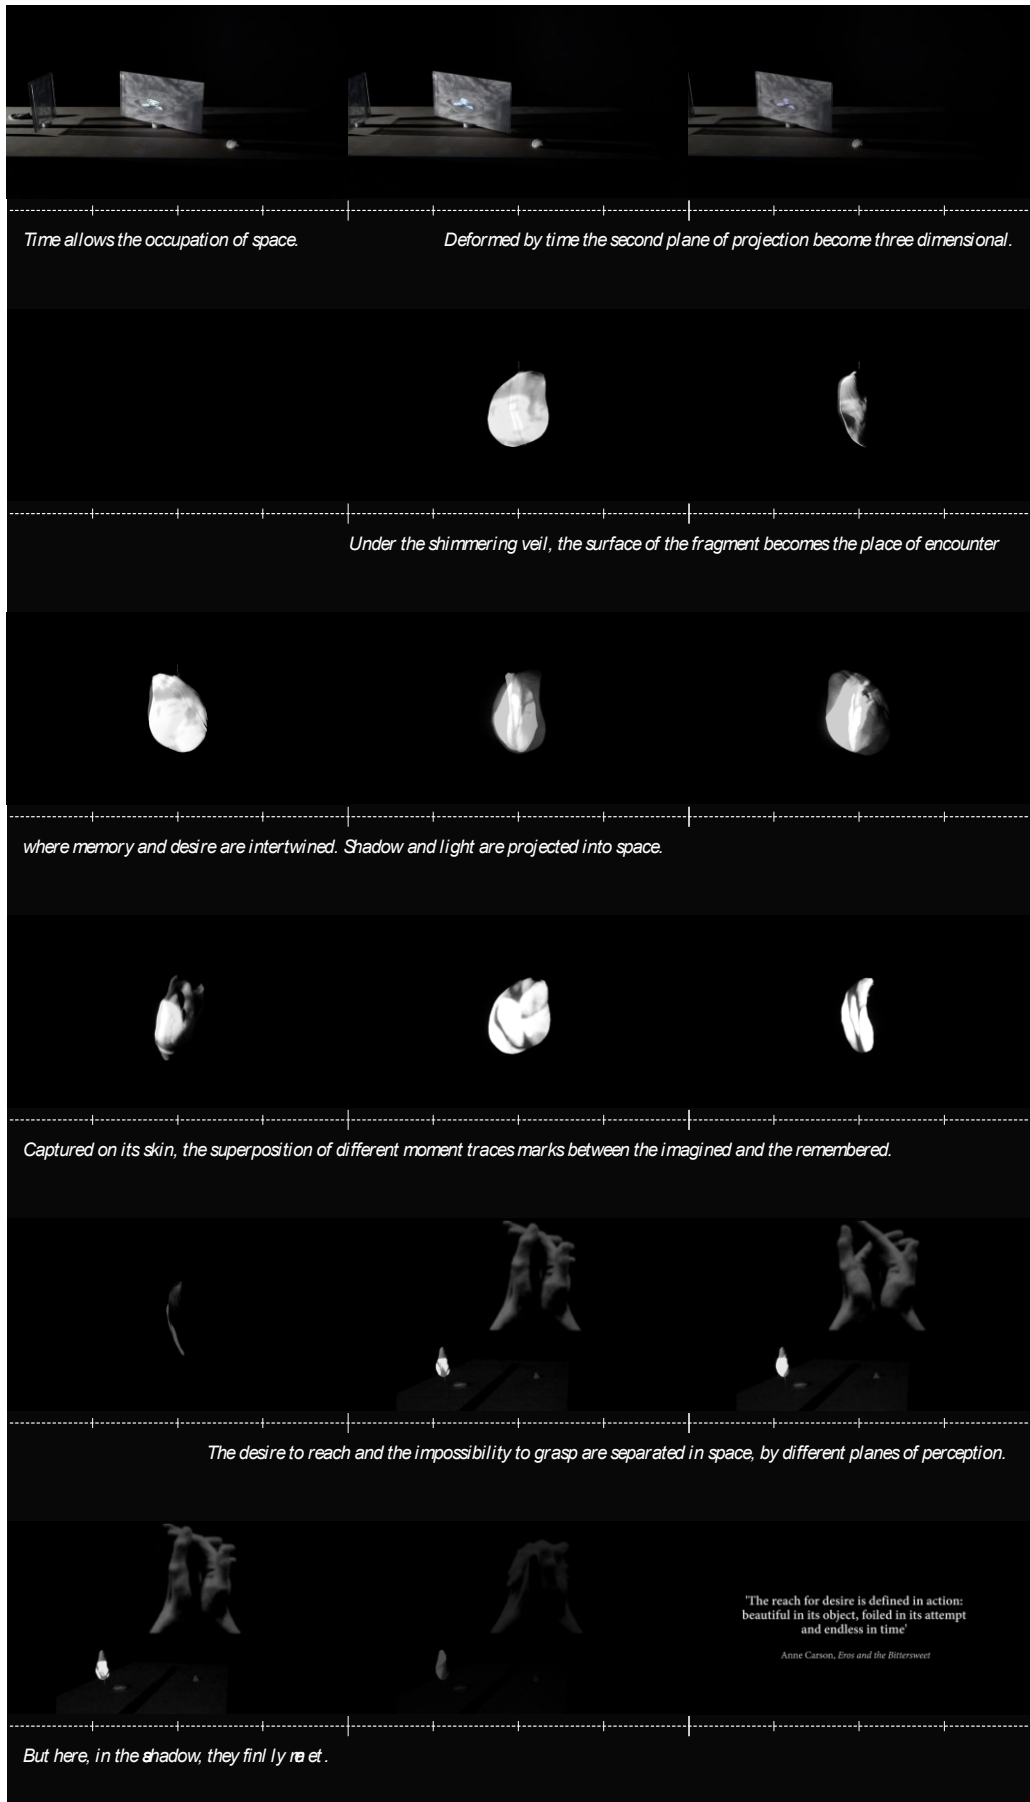 Time allows the occupation of space.
Deformed by time the second plane of projection become three dimensional.
Under the shimmering veil, the surface of the fragment becomes the place of encounter
where memory and desire are intertwined. Shadow and light are projected into space.
Captured on its skin, the superposition of different moment traces marks between the imagined and the remembered.
The desire to reach and the impossibility to grasp are separated in space, by different planes of perception.
'The reach for desire is defined in action:
beautiful in its object, foiled in its attempt
and endless in time'
Anne Carson, Eros and the Bittersweet
But here, in the shadow, they